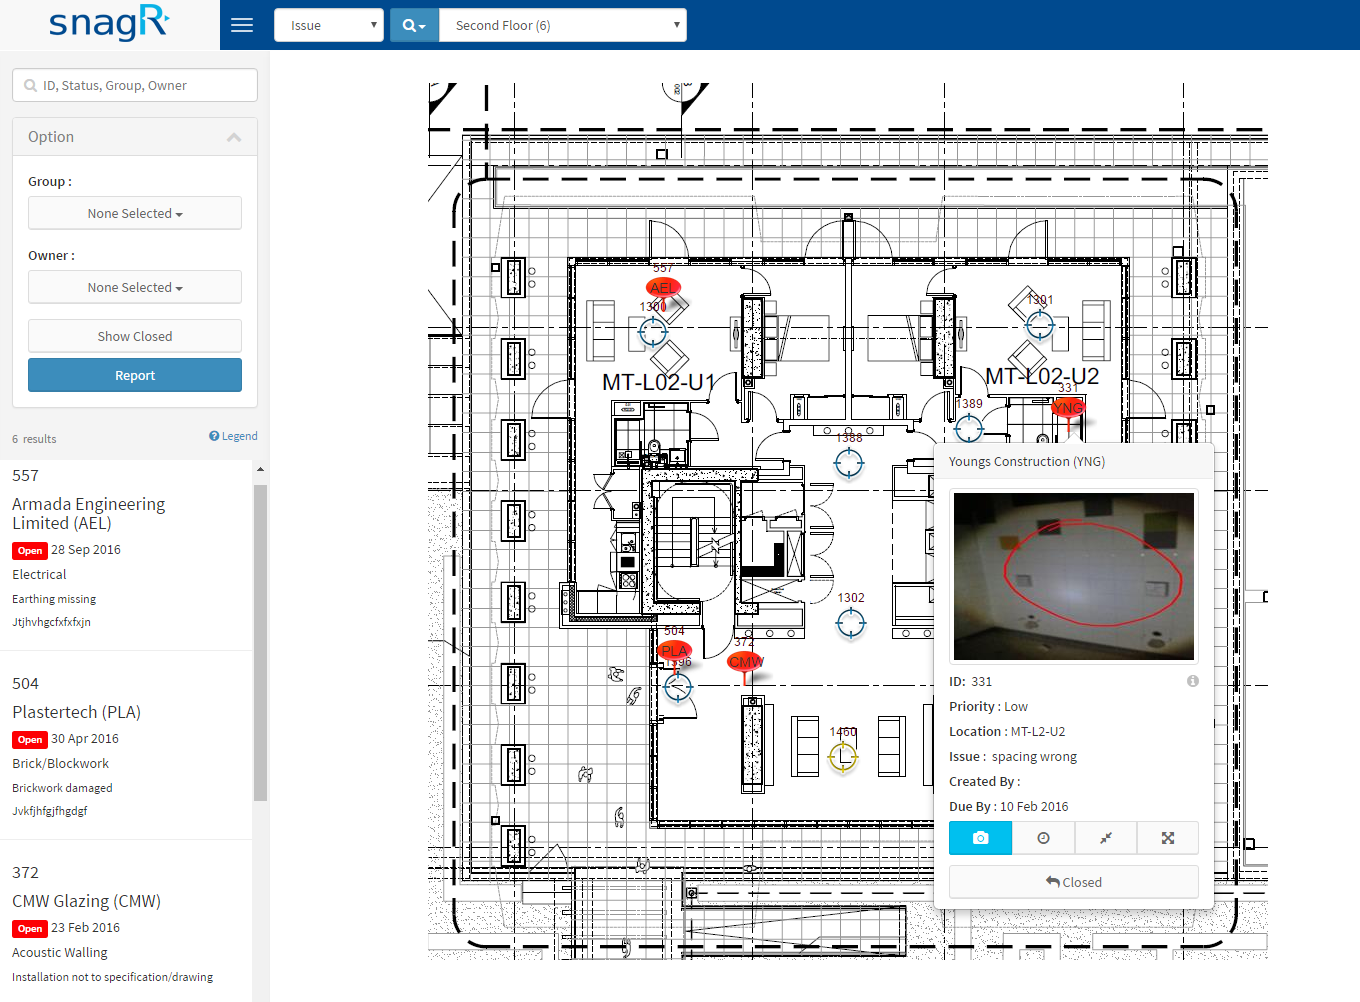 snagR
Issue
Second Floor (6)
ID, Status, Group, Owner
Option
Group :
None Selected
Owner :
None Selected
Show Closed
Report
6 results
Legend
557
Armada Engineering
Limited (AEL)
Open 28 Sep 2016
Electrical
Earthing missing
Jtjhvhgcfxfxfxjn
504
Plastertech (PLA)
Open 30 Apr 2016
Brick/Blockwork
Brickwork damaged
Jvkfjhfgjfhgdgf
372
CMW Glazing (CMW)
Open 23 Feb 2016
Acoustic Walling
Installation not to specification/drawing
557
AEL
1300
1301
MT-L02-U1
MT-L02-U2
331
YNG
1389
1388
1302
504
PLA
1396
372
CMW
1460
Youngs Construction (YNG)
ID: 331
Priority : Low
Location : MT-L2-U2
Issue : spacing wrong
Created By :
Due By : 10 Feb 2016
Closed